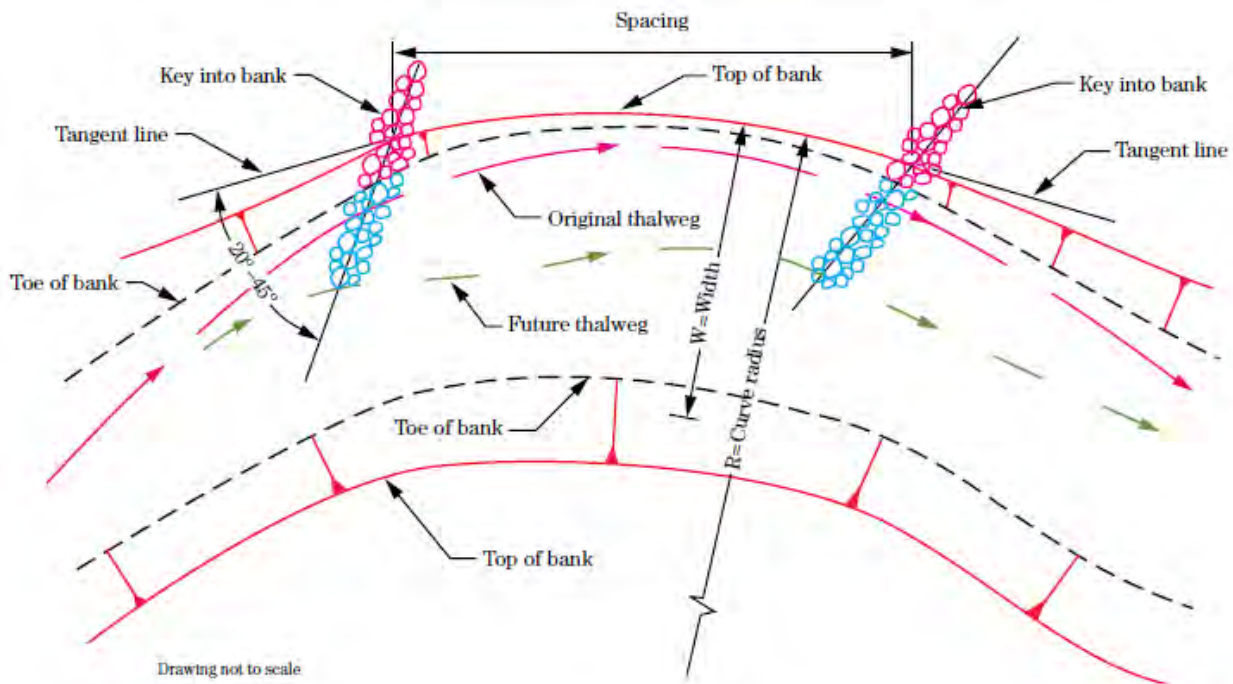 Spacing
Key into bank
Top of bank
Key into bank
Tangent line
Tangent line
Original thalweg
20°–45°
Toe of bank
Future thalweg
W=Width
R=Curve radius
Toe of bank
Top of bank
Drawing not to scale